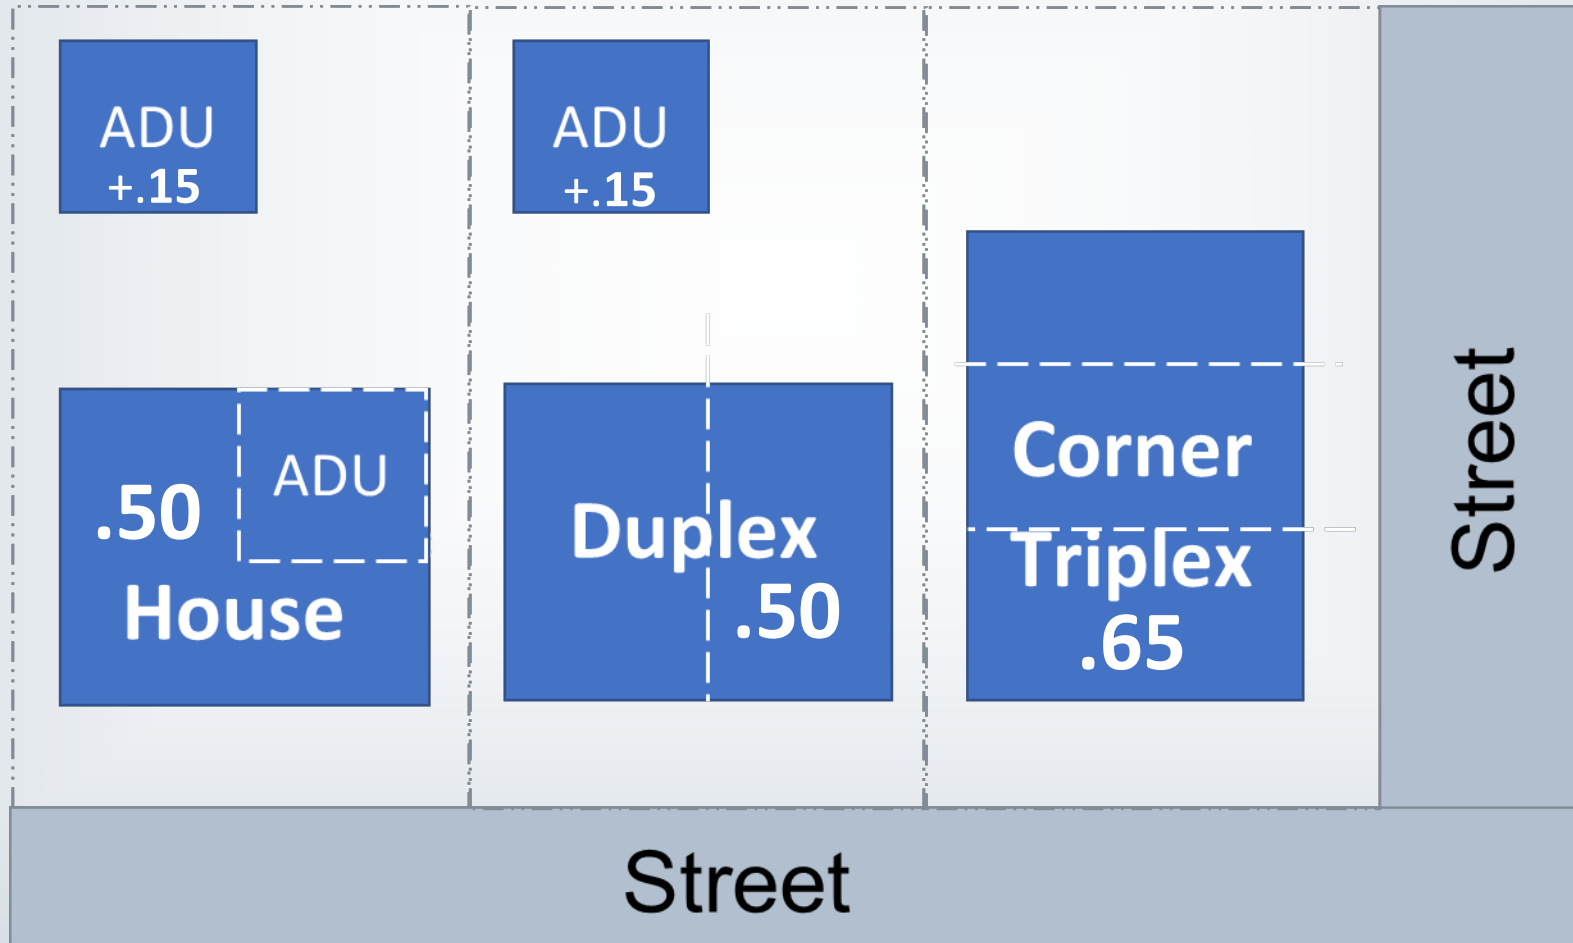 ADU
+.15
ADU
+.15
.50
ADU
House
Duplex
.50
Corner
Triplex
.65
Street
Street